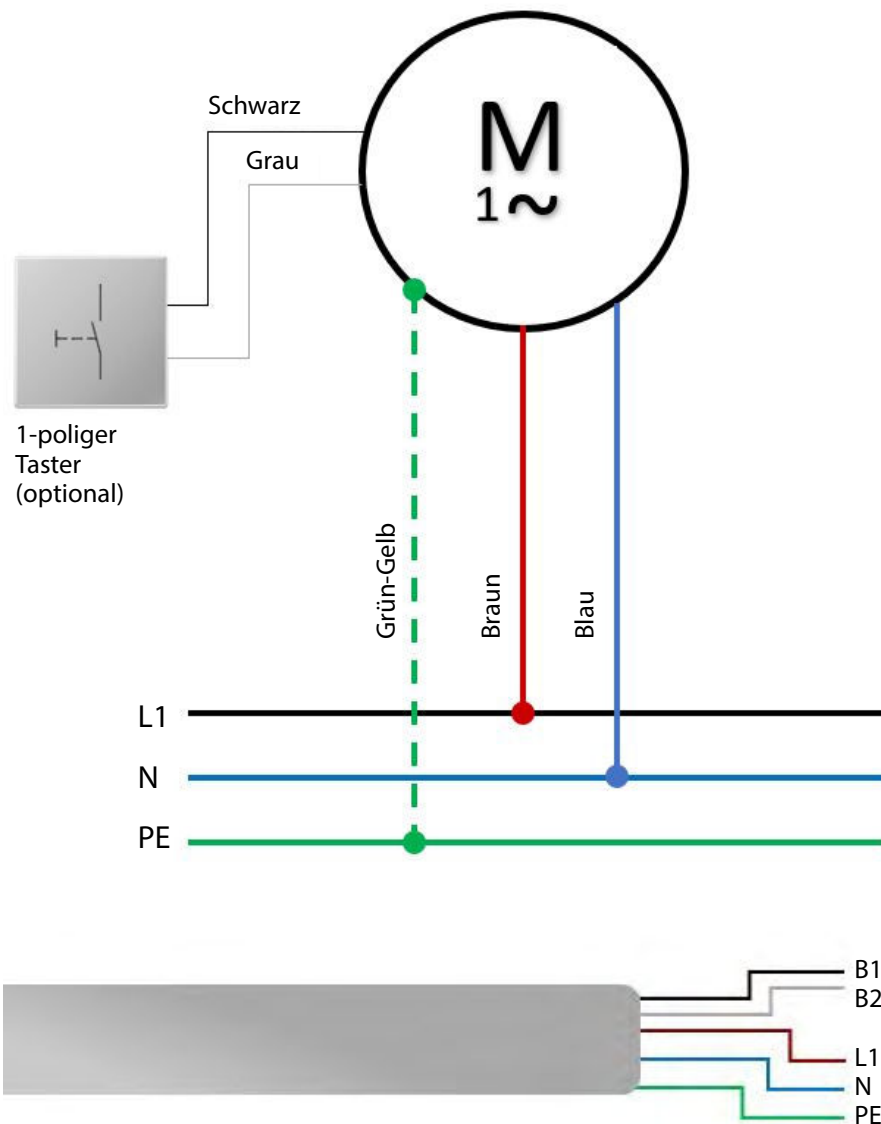 Schwarz
Grau
M
1~
1-poliger
Taster
(optional)
Grün-Gelb
Braun
Blau
L1
N
PE
B1
B2
L1
N
PE